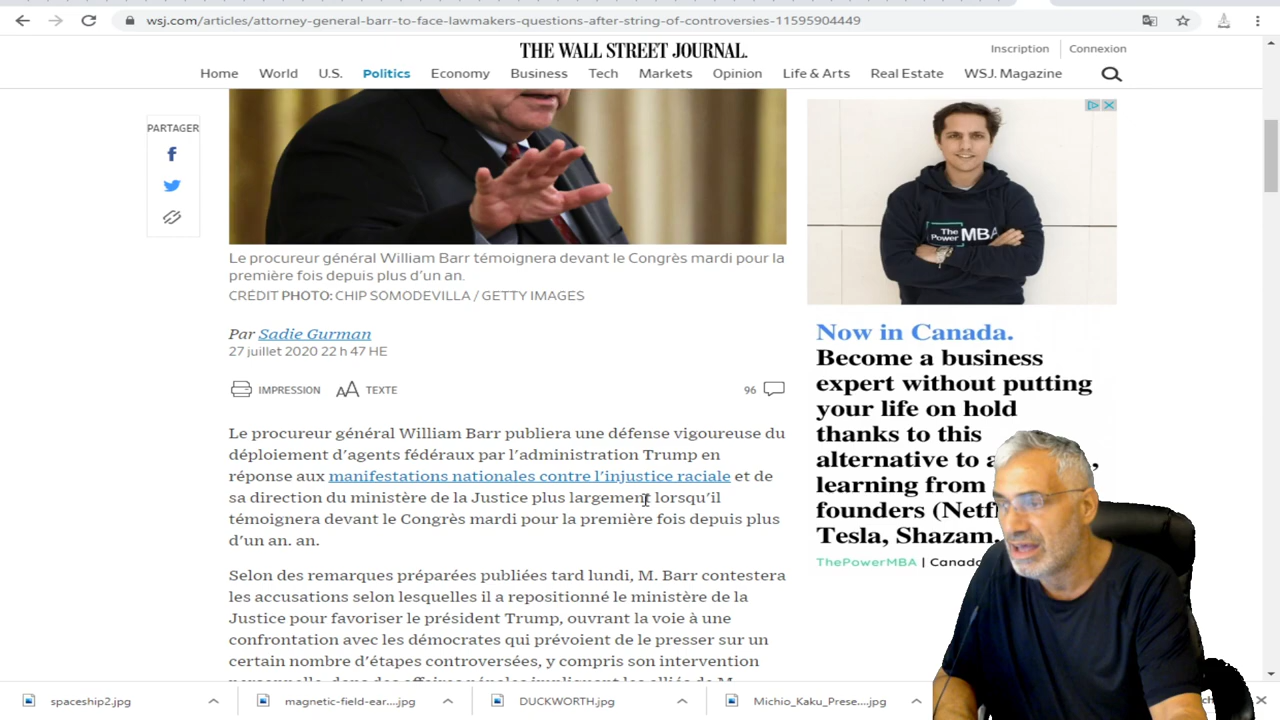 wsj.com/articles/attorney-general-barr-to-face-lawmakers-questions-after-string-of-controversies-11595904449
THE WALL STREET JOURNAL.
Inscription
Connexion
Home World U.S. Politics Economy Business Tech Markets Opinion Life & Arts Real Estate WSJ. Magazine
PARTAGER
Le procureur général William Barr témoignera devant le Congrès mardi pour la
première fois depuis plus d'un an.
CRÉDIT PHOTO: CHIP SOMODEVILLA / GETTY IMAGES
Par Sadie Gurman
27 juillet 2020 22 h 47 HE
IMPRESSION
TEXTE
96
Le procureur général William Barr publiera une défense vigoureuse du
déploiement d'agents fédéraux par l'administration Trump en
réponse aux manifestations nationales contre l'injustice raciale et de
sa direction du ministère de la Justice plus largement lorsqu'il
témoignera devant le Congrès mardi pour la première fois depuis plus
d'un an. an.
Selon des remarques préparées publiées tard lundi, M. Barr contestera
les accusations selon lesquelles il a repositionné le ministère de la
Justice pour favoriser le président Trump, ouvrant la voie à une
confrontation avec les démocrates qui prévoient de le presser sur un
certain nombre d'étapes controversées, y compris son intervention
The Power MBA
Now in Canada.
Become a business
expert without putting
your life on hold
thanks to this
alternative to
learning from
founders
Tesla, Shazam.
ThePowerMBA | Canada
spaceship2.jpg
magnetic-field-ear....jpg
DUCKWORTH.jpg
Michio_Kaku_Prese....jpg